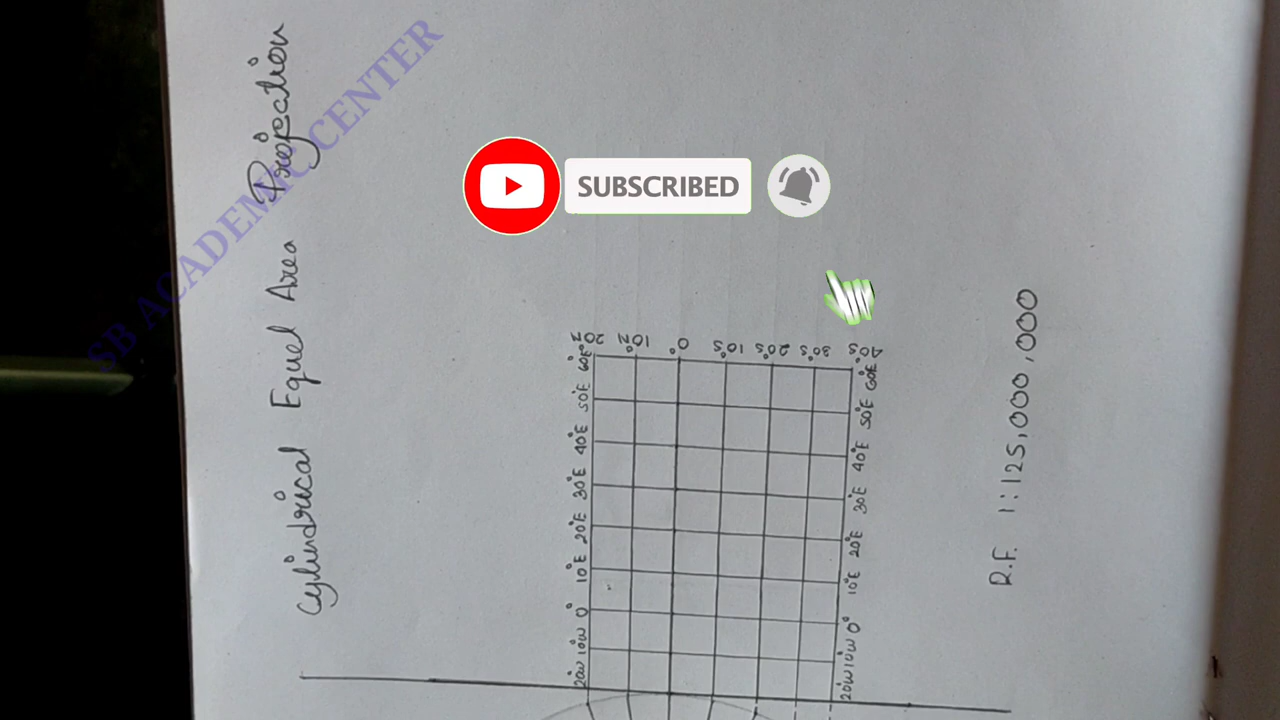 Cylindrical Equel Area Projection
SB ACADEMIC CENTER
SUBSCRIBED
20°N 10°N 0° 10°S 20°S 30°S 40°S
60°E 50°E 40°E 30°E 20°E 10°E 0° 10°W 20°W
60°E 50°E 40°E 30°E 20°E 10°E 0° 10°W 20°W
R.F. 1:125,000,000